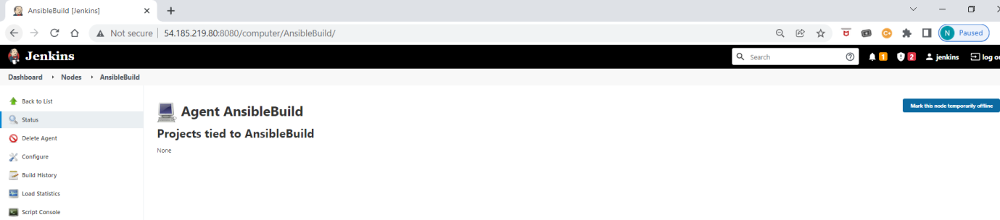 AnsibleBuild [Jenkins]
Not secure 54.185.219.80:8080/computer/AnsibleBuild/
N Paused
Jenkins
Search
1
2
jenkins
log ou
Dashboard Nodes AnsibleBuild
Back to List
Status
Delete Agent
Configure
Build History
Load Statistics
Script Console
Agent AnsibleBuild
Mark this node temporarily offline
Projects tied to AnsibleBuild
None